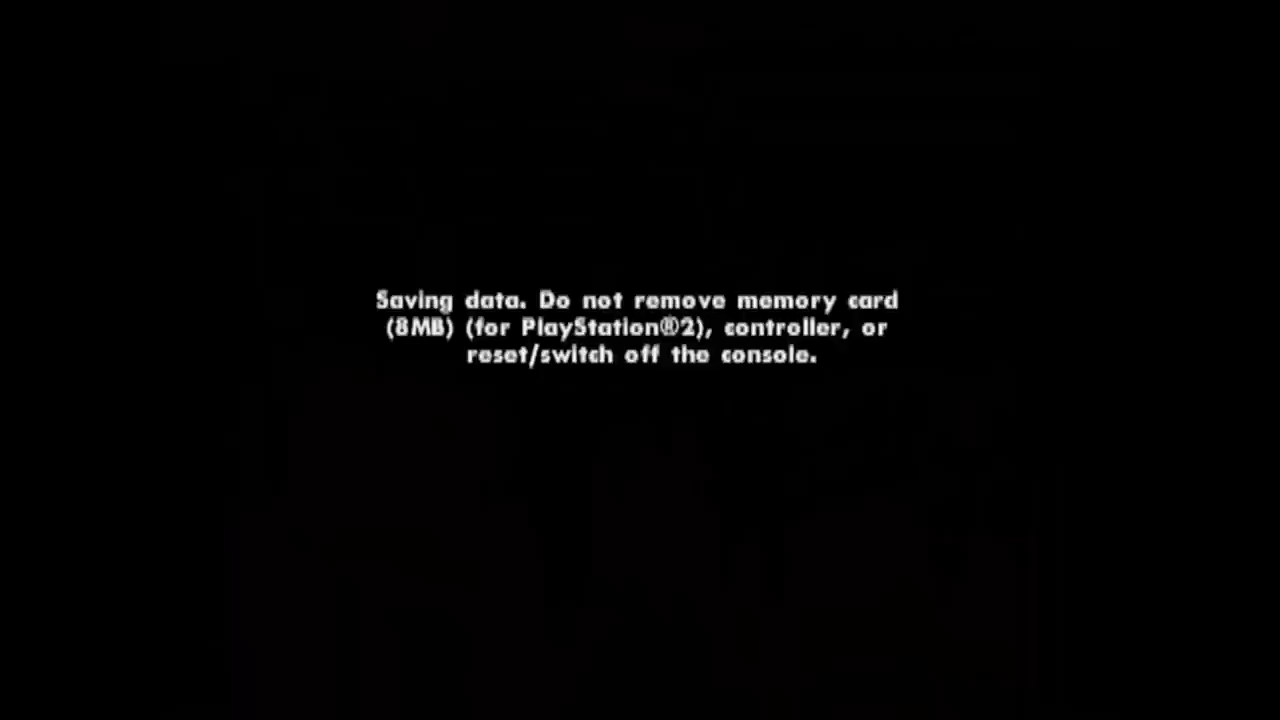 Saving data. Do not remove memory card
(8MB) (for PlayStation®2), controller, or
reset/switch off the console.